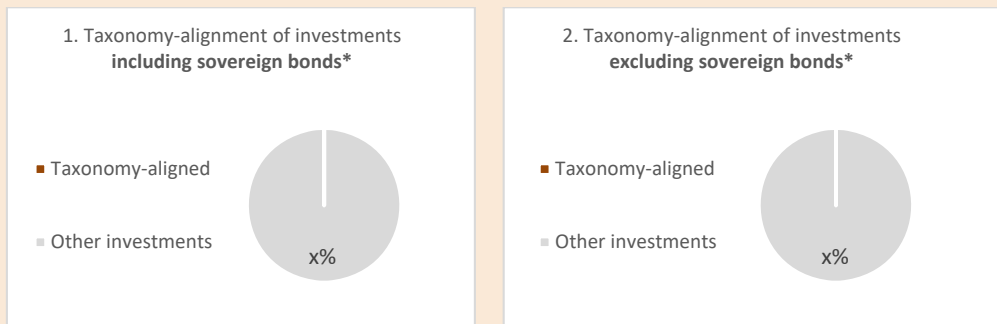 1. Taxonomy-alignment of investments
including sovereign bonds*
Taxonomy-aligned
Other investments
x%
2. Taxonomy-alignment of investments
excluding sovereign bonds*
Taxonomy-aligned
Other investments
x%